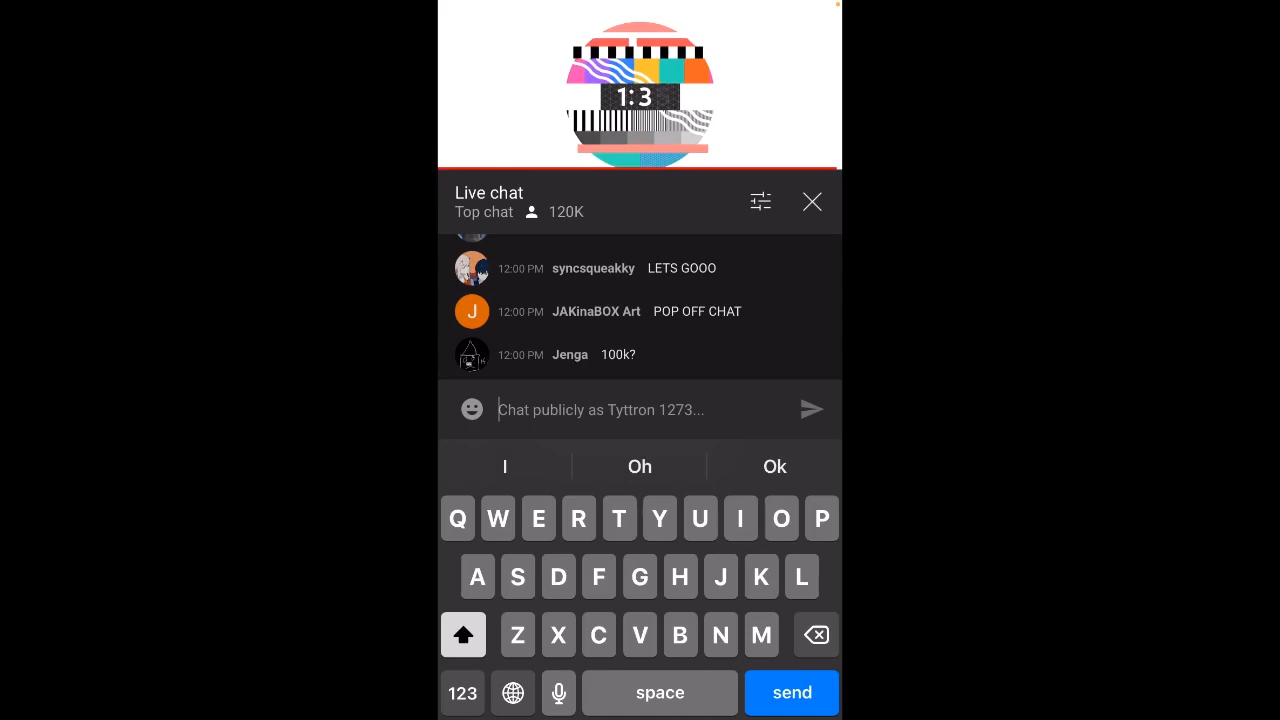 1:3
Live chat
Top chat 120K
12:00 PM syncsqueakky LETS GOOO
J 12:00 PM JAKinaBOX Art POP OFF CHAT
12:00 PM Jenga 100k?
Chat publicly as Tyttron 1273...
I Oh Ok
Q W E R T Y U I O P
A S D F G H J K L
Z X C V B N M
123 space send